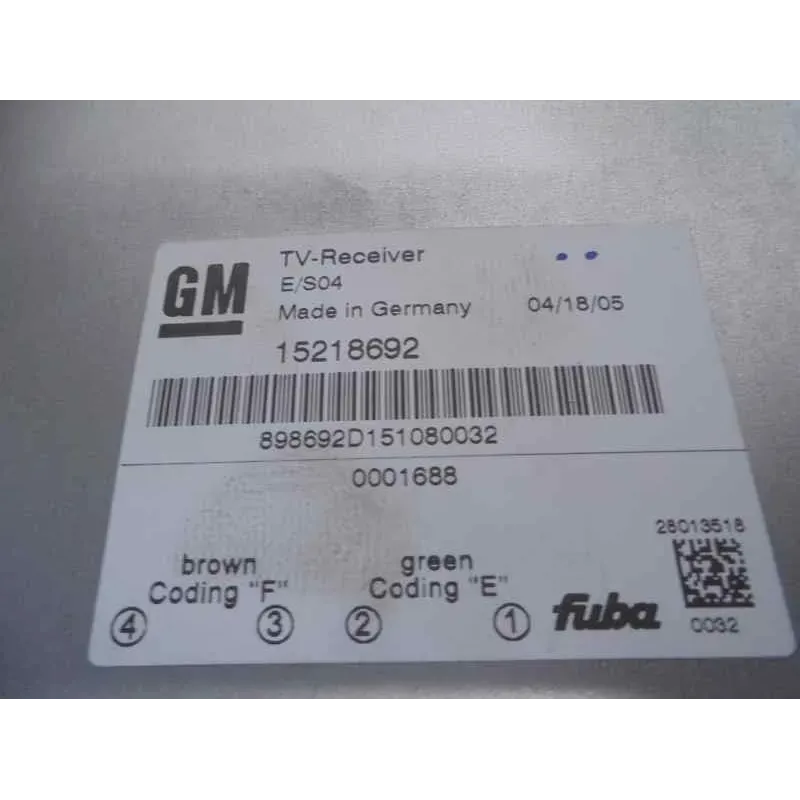 GM
TV-Receiver
E/S04
Made in Germany 04/18/05
15218692
898692D151080032
0001688
brown
Coding "F"
green
Coding "E"
4 3 2 1
fuba
28013518
0032